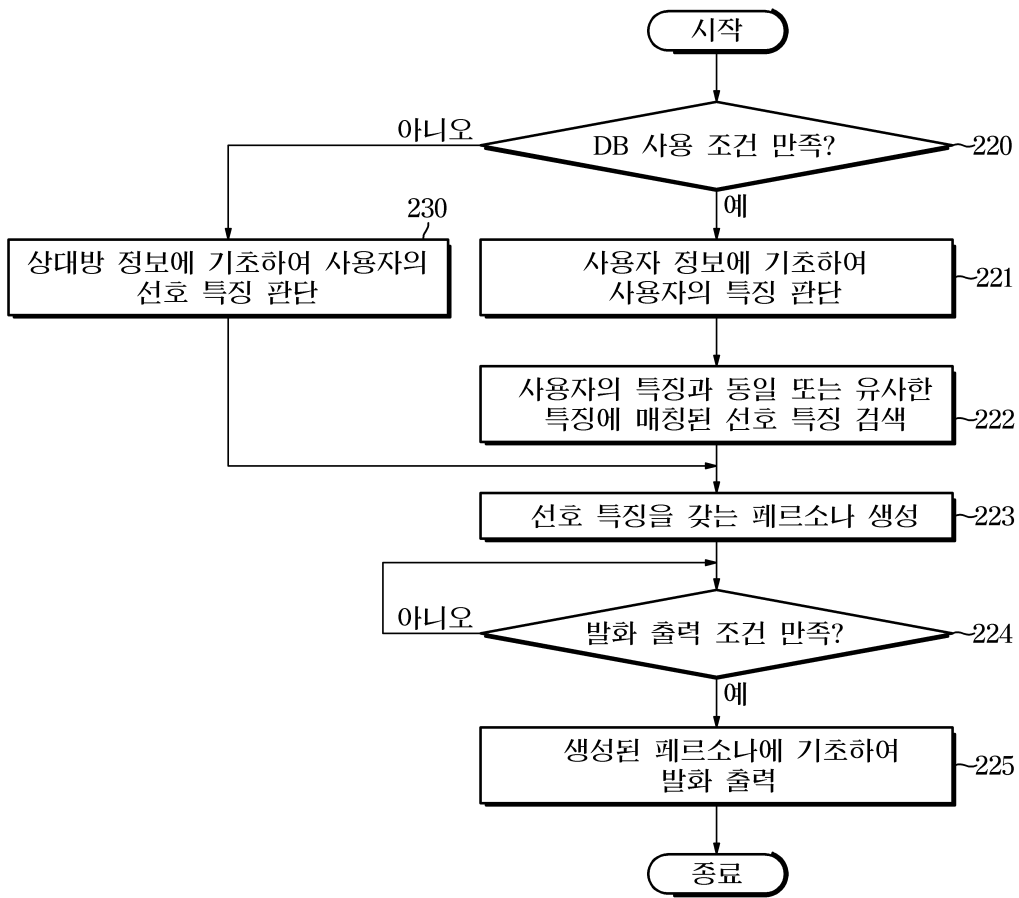 시작
DB 사용 조건 만족?
220
아니오
예
230
상대방 정보에 기초하여 사용자의
선호 특징 판단
사용자 정보에 기초하여
사용자의 특징 판단
221
사용자의 특징과 동일 또는 유사한
특징에 매칭된 선호 특징 검색
222
선호 특징을 갖는 페르소나 생성
223
아니오
발화 출력 조건 만족?
224
예
생성된 페르소나에 기초하여
발화 출력
225
종료